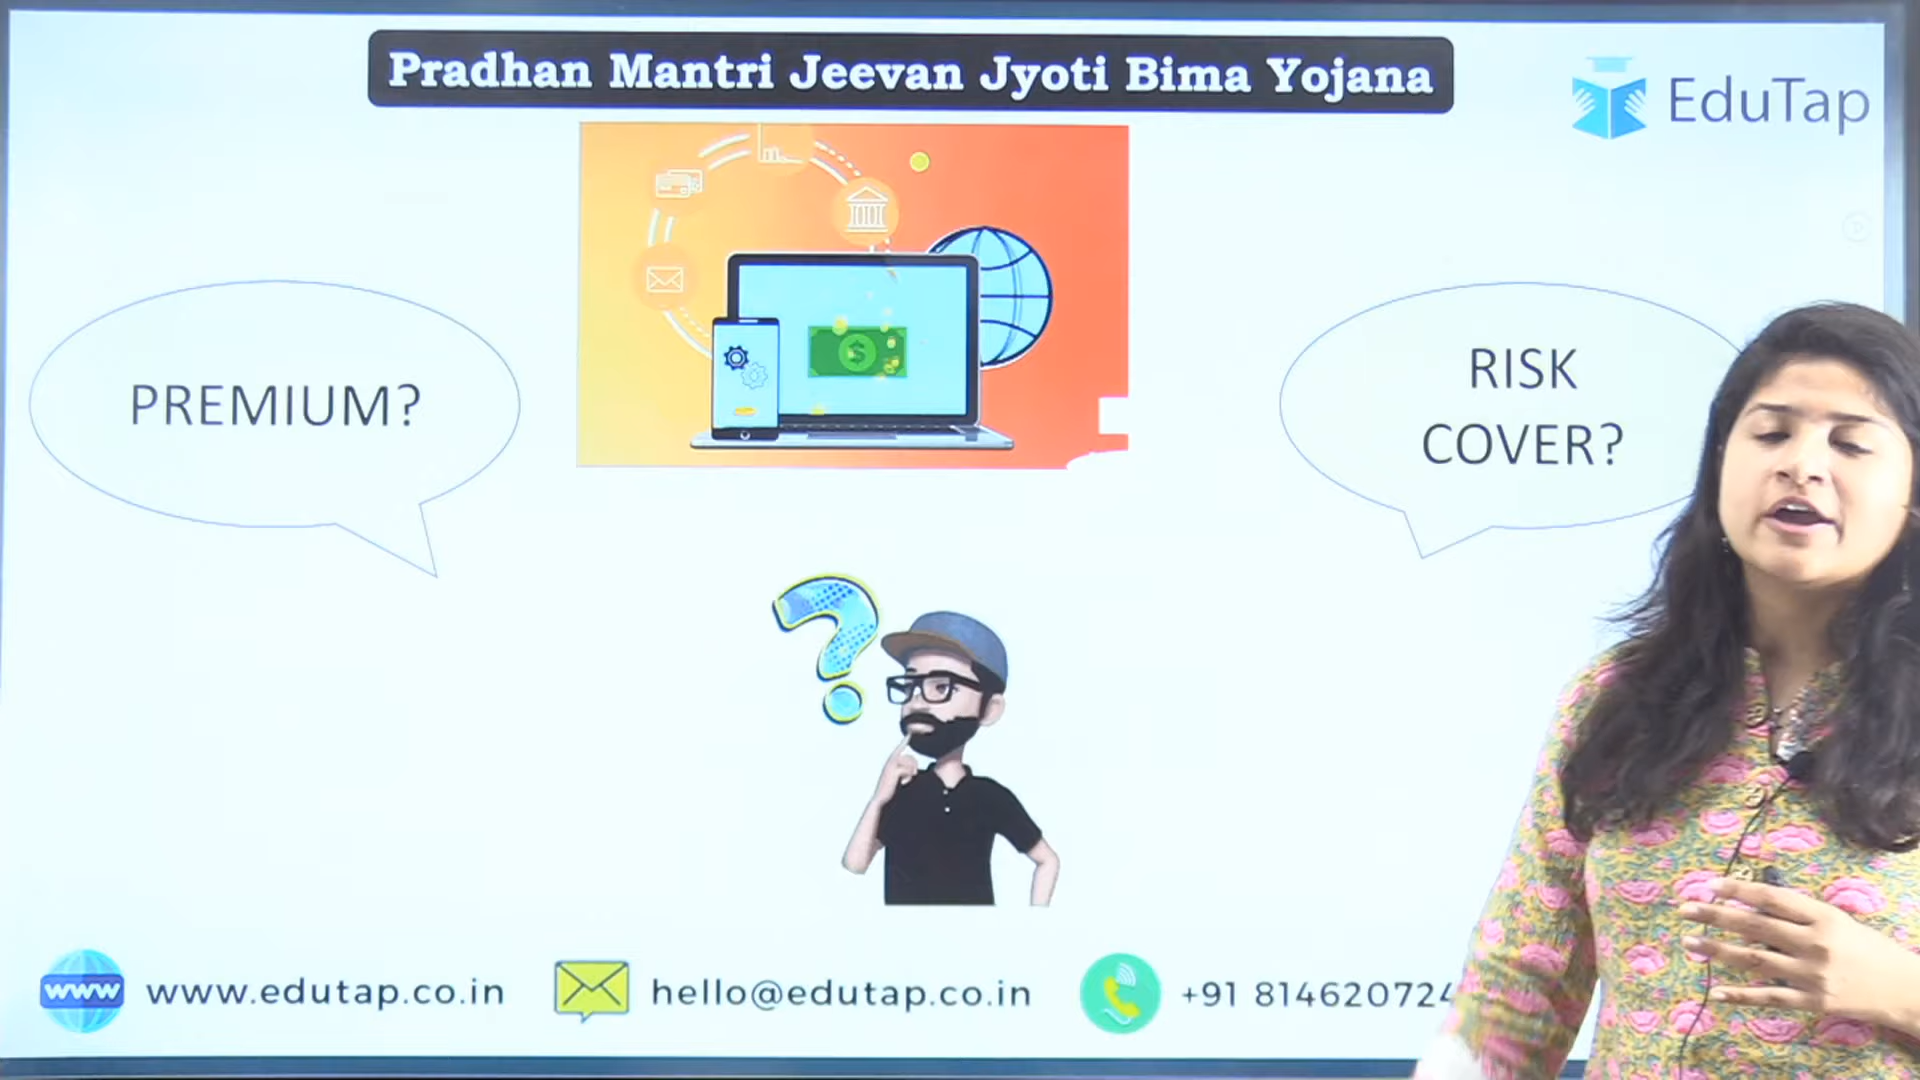 Pradhan Mantri Jeevan Jyoti Bima Yojana
EduTap
PREMIUM?
RISK
COVER?
$
?
www
www.edutap.co.in
hello@edutap.co.in
+91 814620724